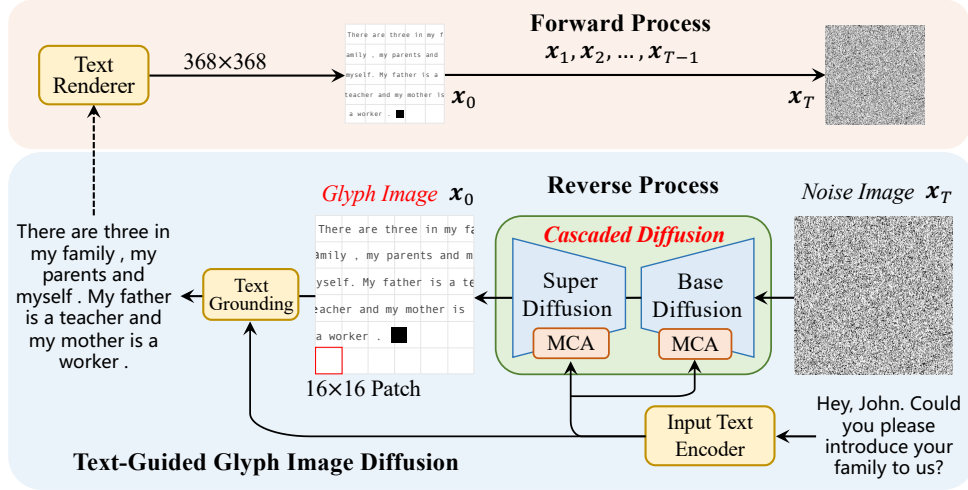 Forward Process
Text
Renderer
368×368
There are three in my f
amily , my parents and
myself. My father is a
teacher and my mother is
a worker .
x₀
x₁, x₂, ... , x_{T−1}
x_T
Reverse Process
Glyph Image x₀
Noise Image x_T
There are three in
my family , my
parents and
myself . My father
is a teacher and
my mother is a
worker .
Text
Grounding
There are three in my fa
amily , my parents and m
yself. My father is a te
eacher and my mother is
a worker .
16×16 Patch
Cascaded Diffusion
Super
Diffusion
MCA
Base
Diffusion
MCA
Input Text
Encoder
Hey, John. Could
you please
introduce your
family to us?
Text-Guided Glyph Image Diffusion